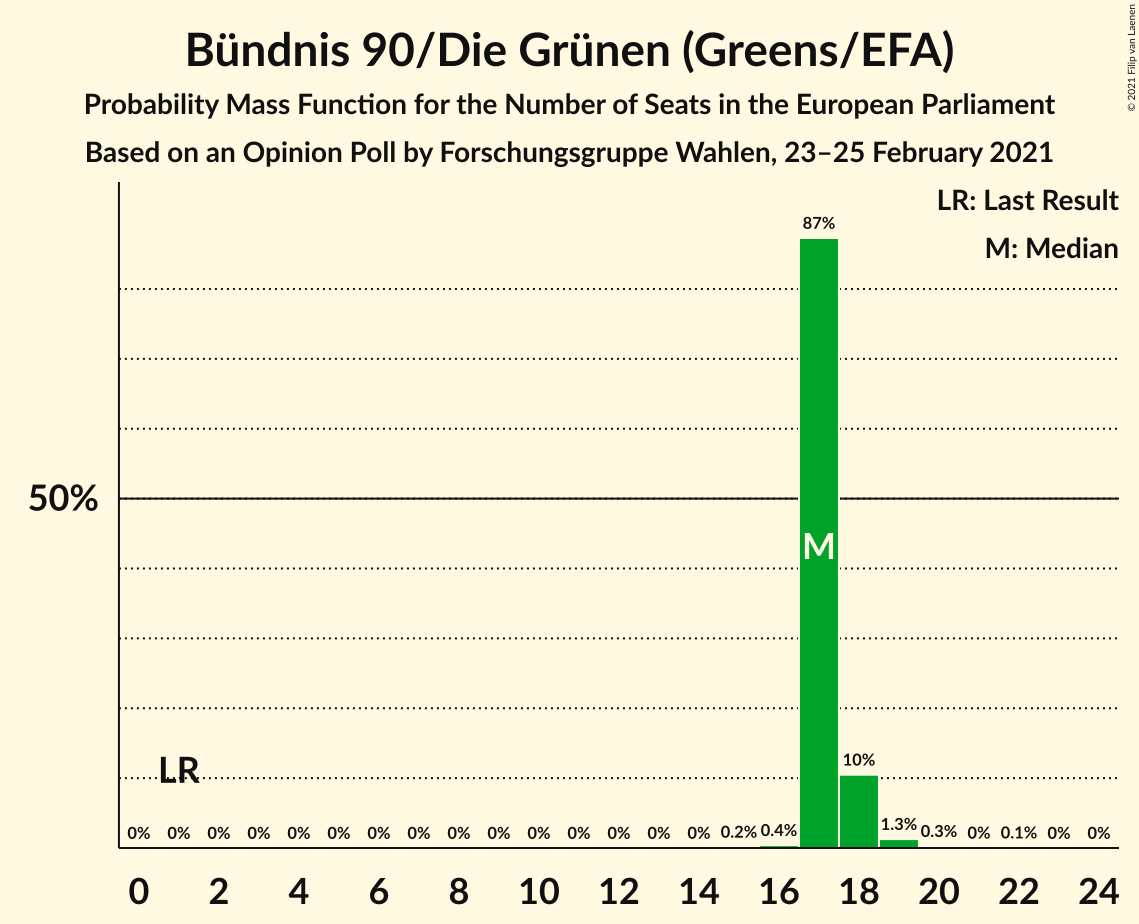 Bündnis 90/Die Grünen (Greens/EFA)
Probability Mass Function for the Number of Seats in the European Parliament
Based on an Opinion Poll by Forschungsgruppe Wahlen, 23–25 February 2021
© 2021 Filip van Laenen
LR: Last Result
M: Median
87%
50%
M
LR
10%
0% 0% 0% 0% 0% 0% 0% 0% 0% 0% 0% 0% 0% 0% 0% 0.2% 0.4% 1.3% 0.3% 0% 0.1% 0% 0%
0 2 4 6 8 10 12 14 16 18 20 22 24